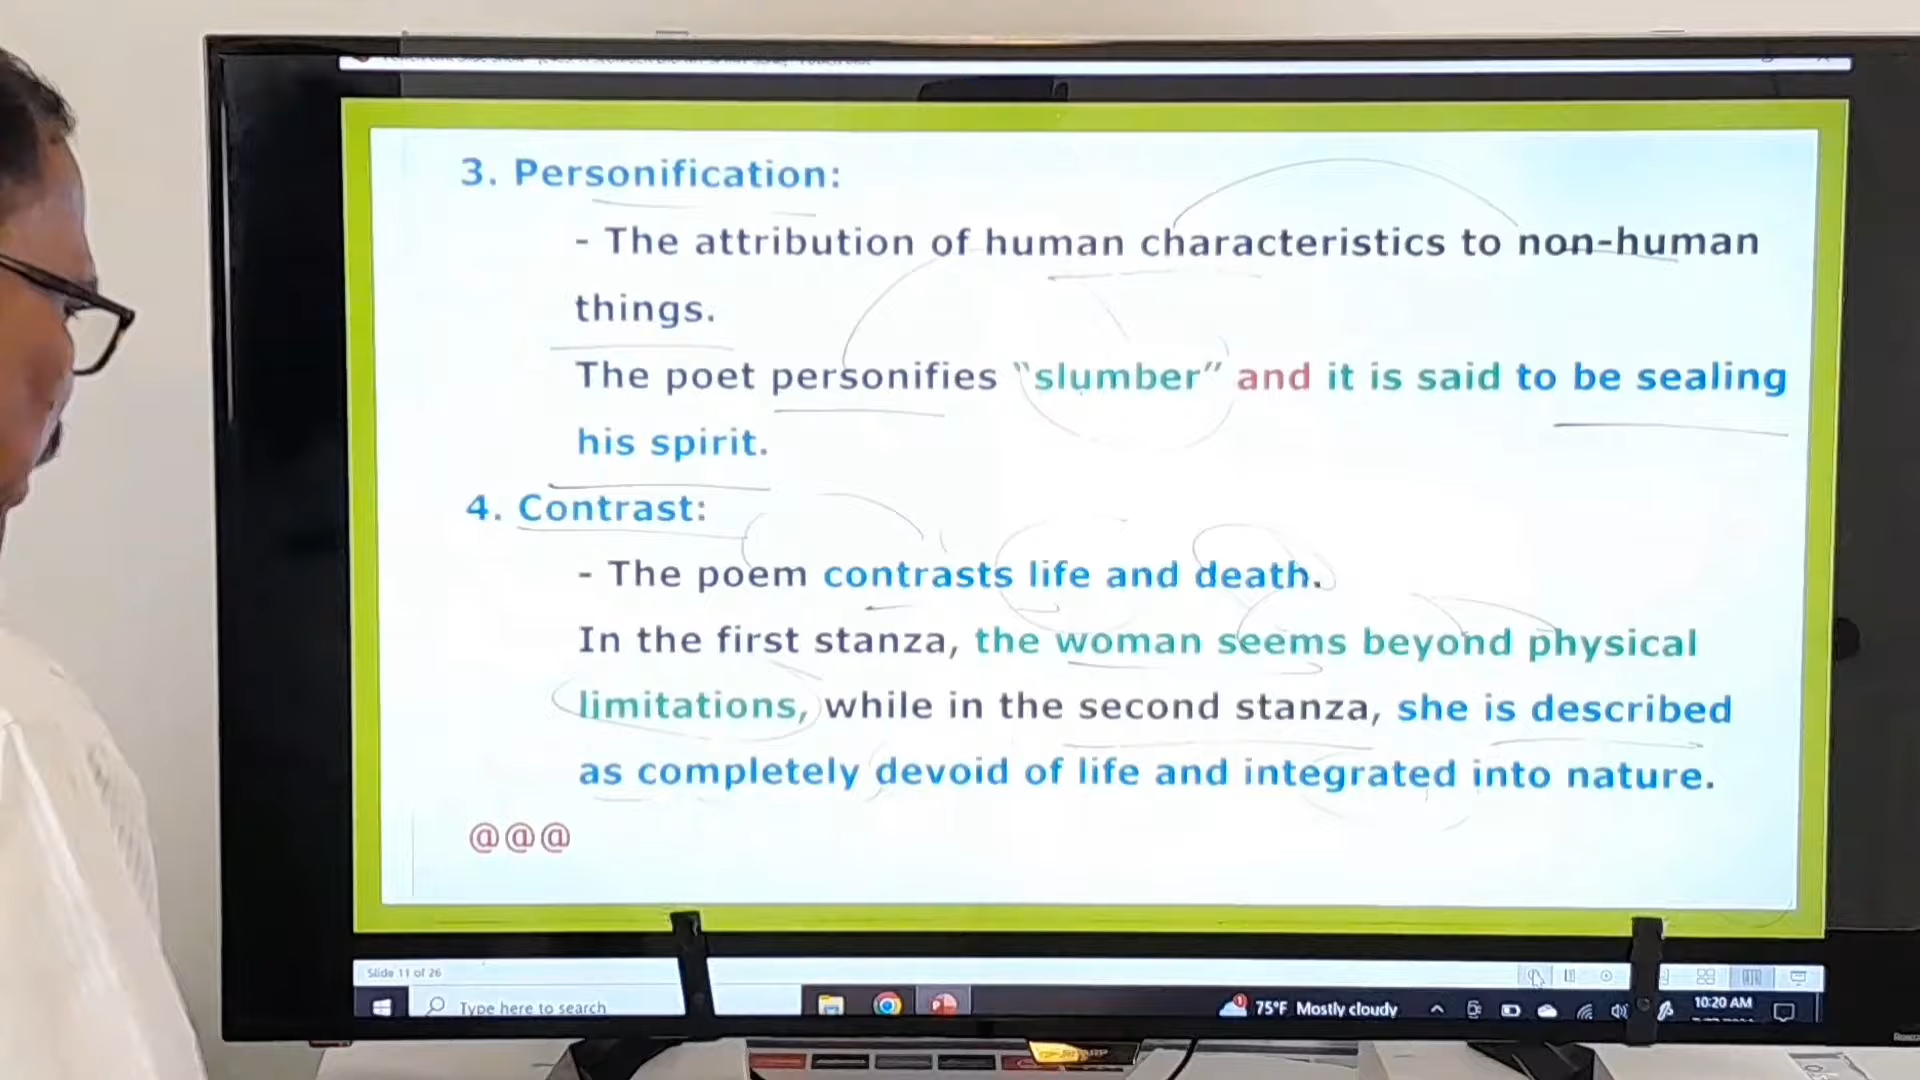 3. Personification:
- The attribution of human characteristics to non-human
things.
The poet personifies “slumber” and it is said to be sealing
his spirit.
4. Contrast:
- The poem contrasts life and death.
In the first stanza, the woman seems beyond physical
limitations, while in the second stanza, she is described
as completely devoid of life and integrated into nature.
@@@
Slide 11 of 26
Type here to search
75°F Mostly cloudy
10:20 AM
SHARP